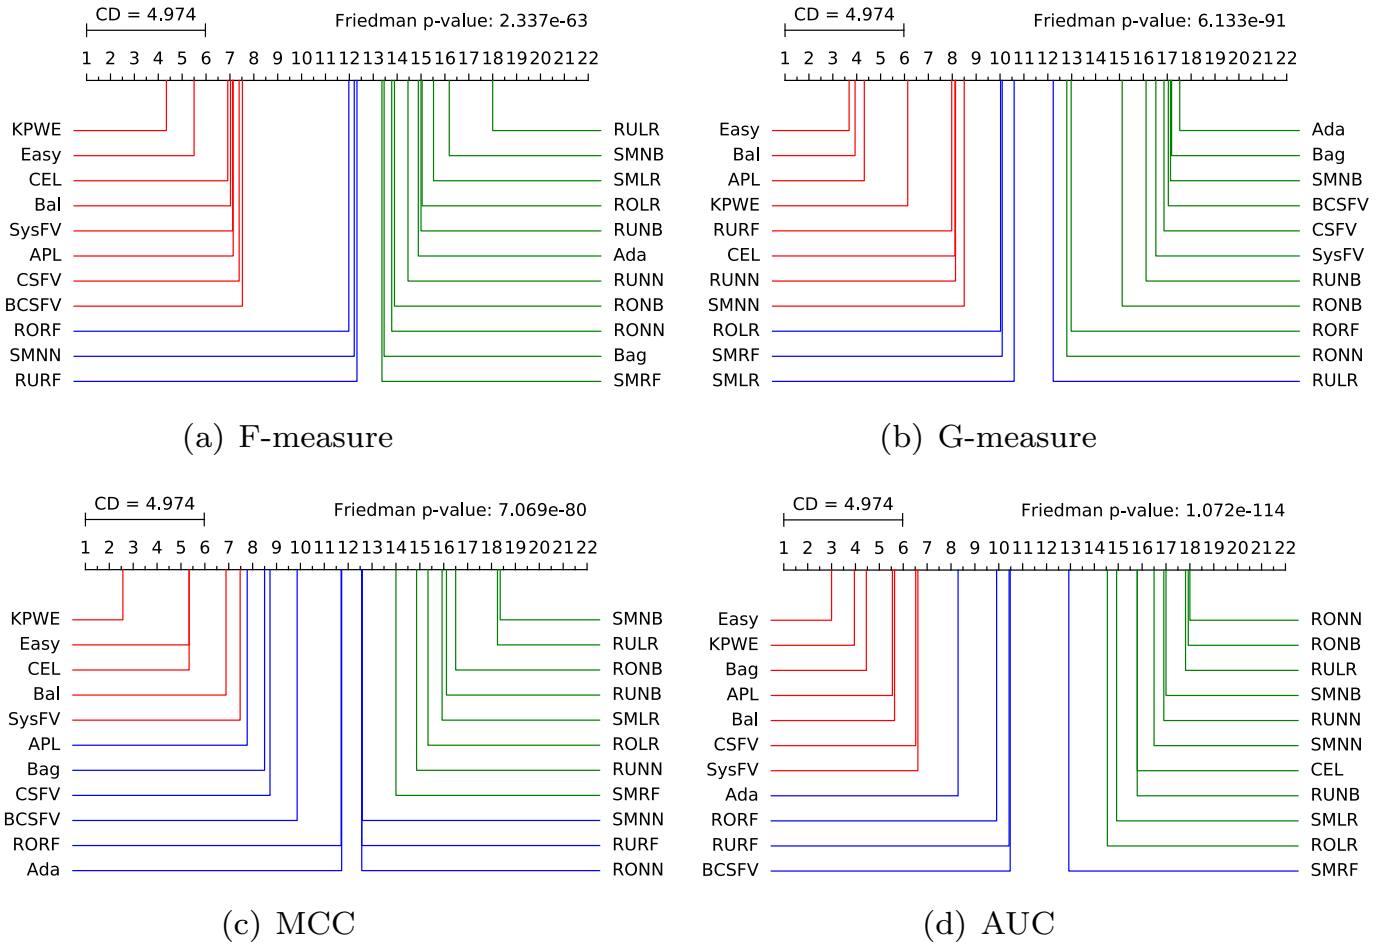 CD = 4.974
Friedman p-value: 2.337e-63
1 2 3 4 5 6 7 8 9 10 11 12 13 14 15 16 17 18 19 20 21 22
KPWE
Easy
CEL
Bal
SysFV
APL
CSFV
BCSFV
RORF
SMNN
RURF
RULR
SMNB
SMLR
ROLR
RUNB
Ada
RUNN
RONB
RONN
Bag
SMRF
(a) F-measure
CD = 4.974
Friedman p-value: 6.133e-91
1 2 3 4 5 6 7 8 9 10 11 12 13 14 15 16 17 18 19 20 21 22
Easy
Bal
APL
KPWE
RURF
CEL
RUNN
SMNN
ROLR
SMRF
SMLR
Ada
Bag
SMNB
BCSFV
CSFV
SysFV
RUNB
RONB
RORF
RONN
RULR
(b) G-measure
CD = 4.974
Friedman p-value: 7.069e-80
1 2 3 4 5 6 7 8 9 10 11 12 13 14 15 16 17 18 19 20 21 22
KPWE
Easy
CEL
Bal
SysFV
APL
Bag
CSFV
BCSFV
RORF
Ada
SMNB
RULR
RONB
RUNB
SMLR
ROLR
RUNN
SMRF
SMNN
RURF
RONN
(c) MCC
CD = 4.974
Friedman p-value: 1.072e-114
1 2 3 4 5 6 7 8 9 10 11 12 13 14 15 16 17 18 19 20 21 22
Easy
KPWE
Bag
APL
Bal
CSFV
SysFV
Ada
RORF
RURF
BCSFV
RONN
RONB
RULR
SMNB
RUNN
SMNN
CEL
RUNB
SMLR
ROLR
SMRF
(d) AUC